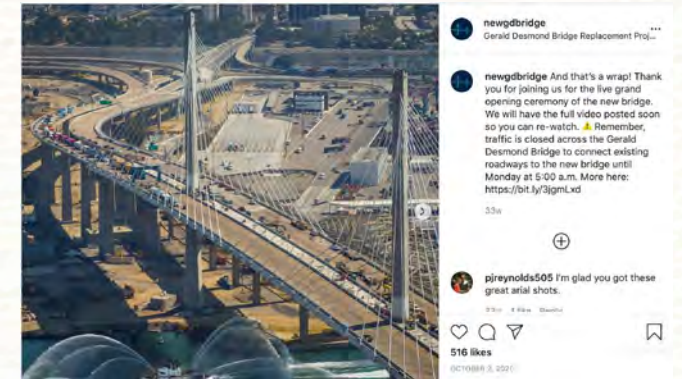 newgdbridge
Gerald Desmond Bridge Replacement Proj...
newgdbridge And that's a wrap! Thank
you for joining us for the live grand
opening ceremony of the new bridge.
We will have the full video posted soon
so you can re-watch. ⚠️ Remember,
traffic is closed across the Gerald
Desmond Bridge to connect existing
roadways to the new bridge until
Monday at 5:00 a.m. More here:
https://bit.ly/3jgmLxd
33w
pjreynolds505 I'm glad you got these
great arial shots.
516 likes
OCTOBER 2, 2020